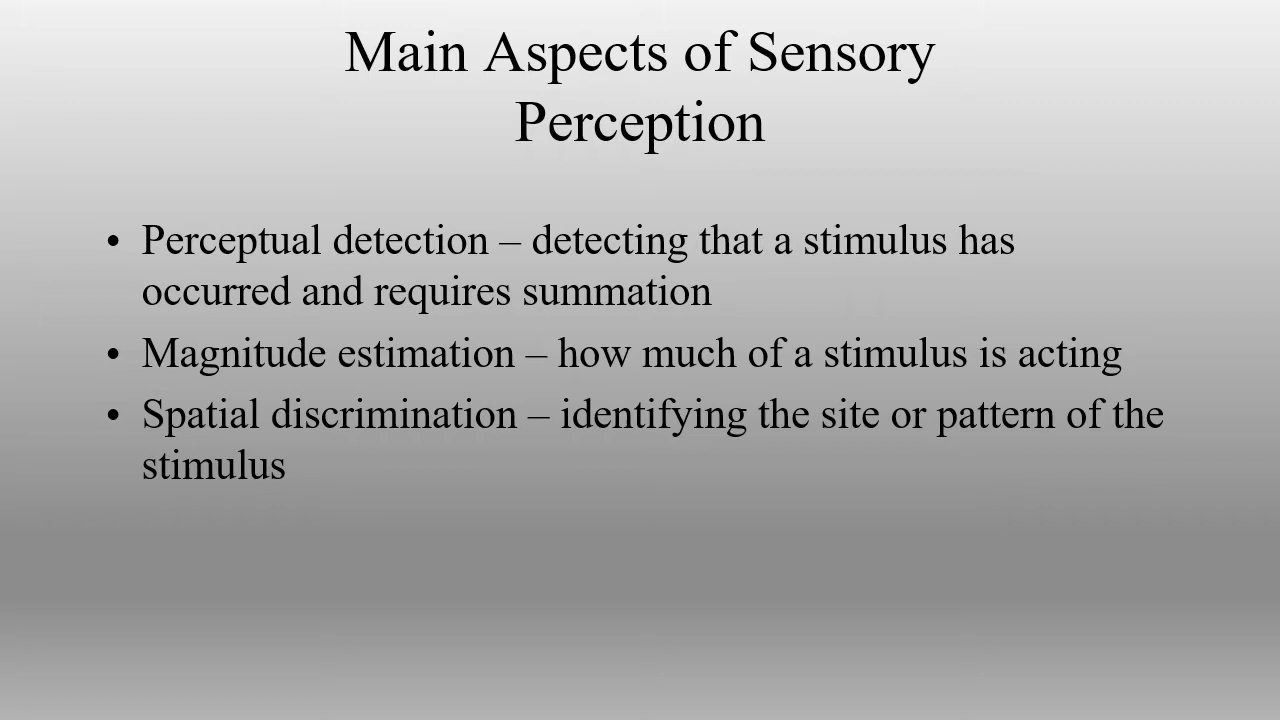 Main Aspects of Sensory
Perception
• Perceptual detection – detecting that a stimulus has
occurred and requires summation
• Magnitude estimation – how much of a stimulus is acting
• Spatial discrimination – identifying the site or pattern of the
stimulus